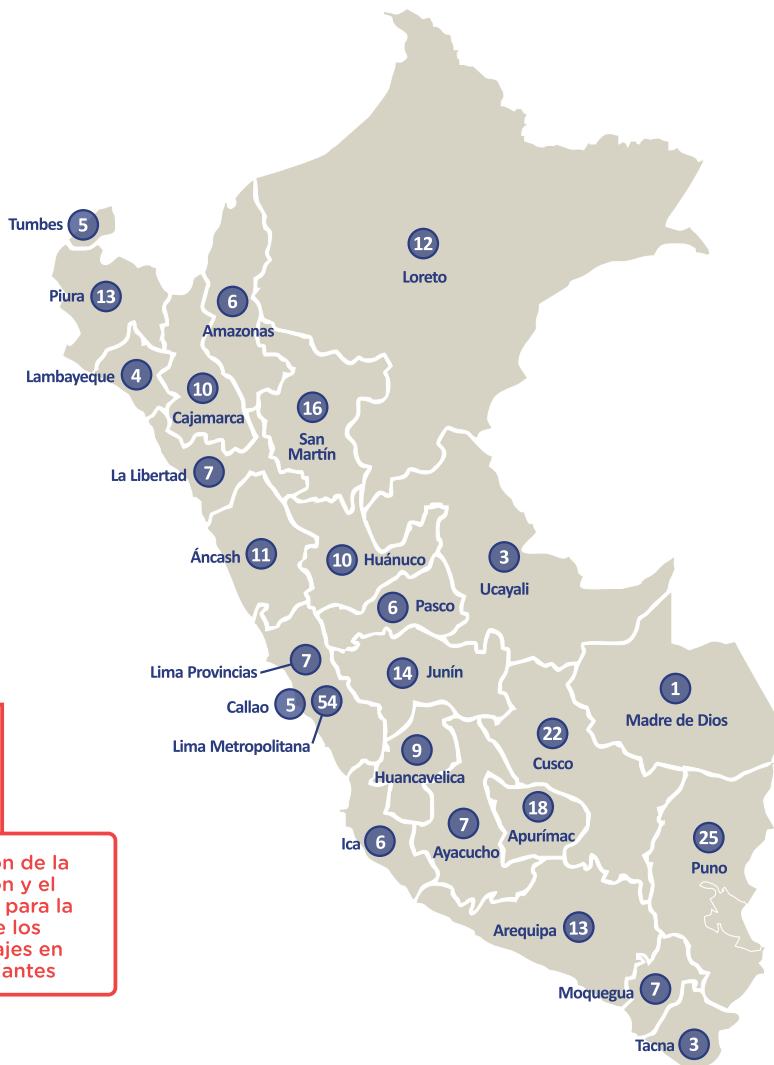 12
Loreto
Tumbes 5
Piura 13
6
Amazonas
Lambayeque 4
10
Cajamarca
16
San
Martín
La Libertad 7
Áncash 11
10 Huánuco
3
Ucayali
6 Pasco
7
Lima Provincias
14 Junín
1
Madre de Dios
Callao 5
54
Lima Metropolitana
22
Cusco
9
Huancavelica
18
Apurímac
7
Ayacucho
Ica 6
25
Puno
ón de la
ón y el
para la
e los
ajes en
iantes
Arequipa 13
Moquegua 7
Tacna 3